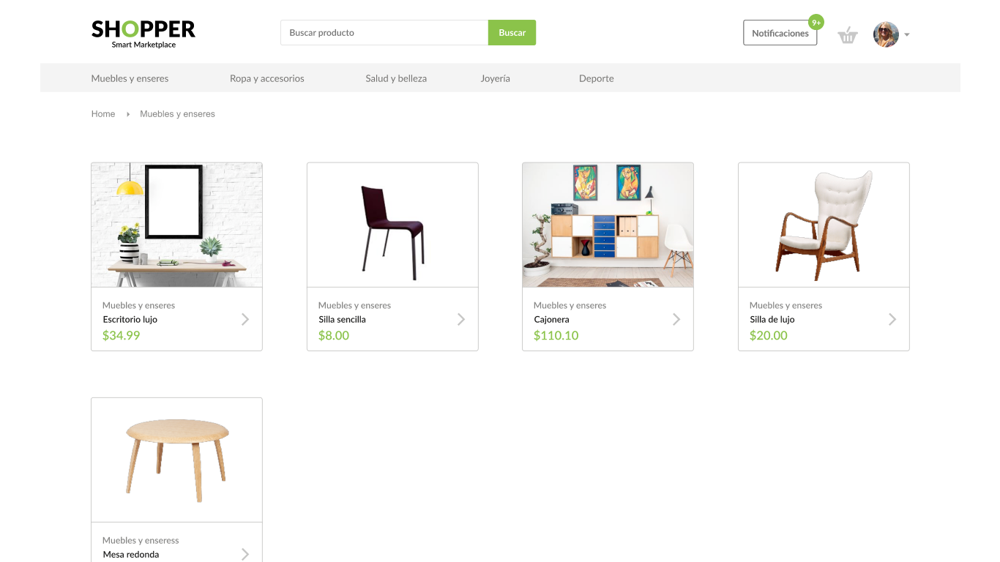 SHOPPER
Smart Marketplace
Buscar producto
Buscar
Notificaciones
9+
Muebles y enseres
Ropa y accesorios
Salud y belleza
Joyería
Deporte
Home
Muebles y enseres
Muebles y enseres
Escritorio lujo
$34.99
Muebles y enseres
Silla sencilla
$8.00
Muebles y enseres
Cajonera
$110.10
Muebles y enseres
Silla de lujo
$20.00
Muebles y enseress
Mesa redonda